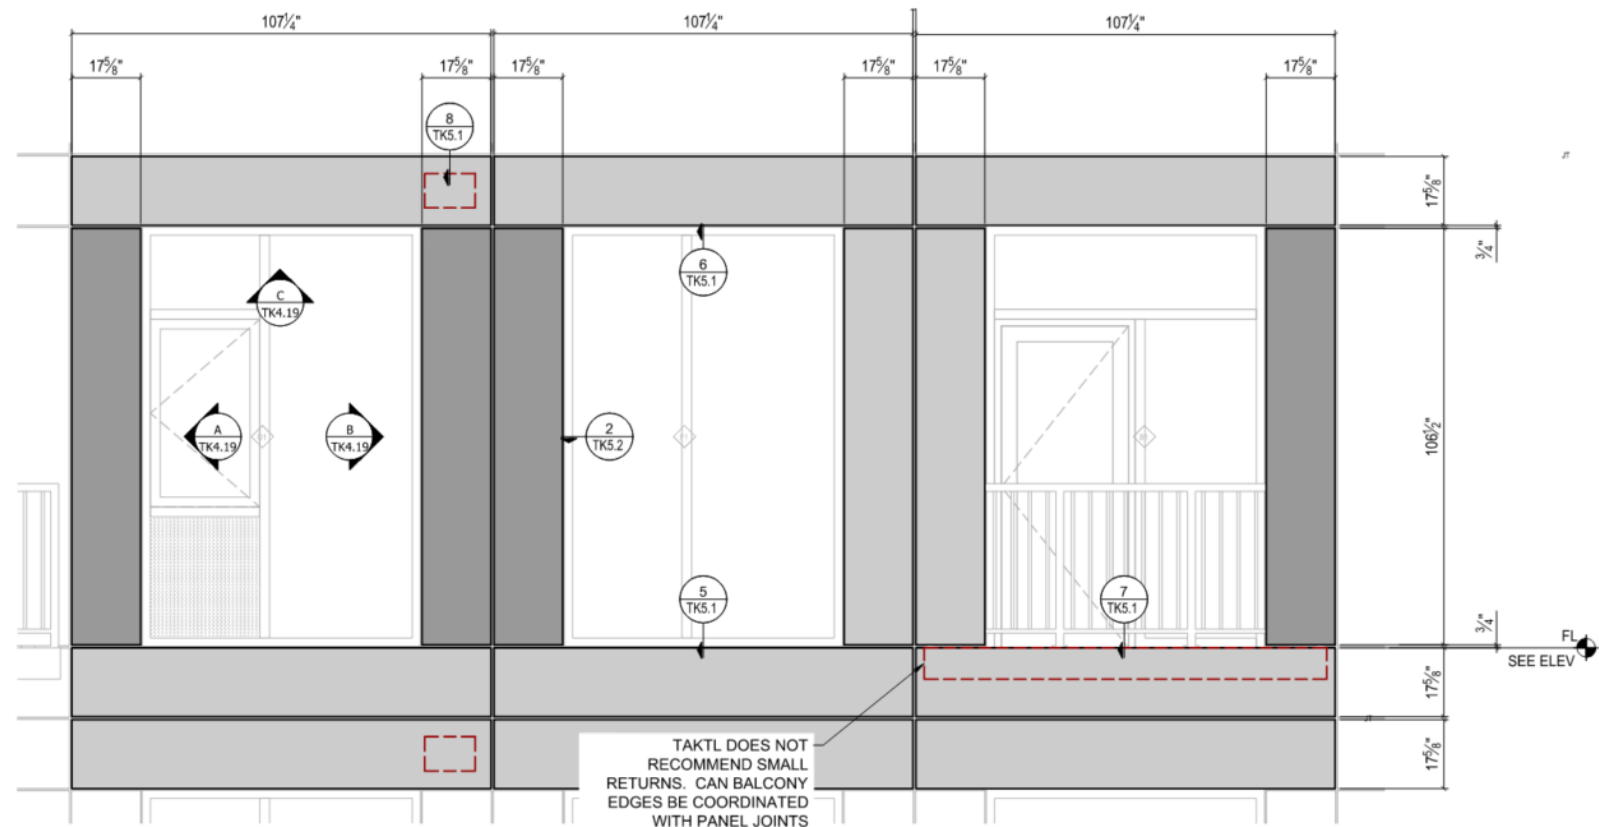 107¼" 107¼" 107¼"
17⅝" 17⅝" 17⅝" 17⅝" 17⅝" 17⅝"
8
TK5.1
17⅝"
¾"
6
TK5.1
C
TK4.19
A
TK4.19
B
TK4.19
2
TK5.2
106½"
5
TK5.1
7
TK5.1
¾"
FL
SEE ELEV
17⅝"
17⅝"
TAKTL DOES NOT
RECOMMEND SMALL
RETURNS. CAN BALCONY
EDGES BE COORDINATED
WITH PANEL JOINTS